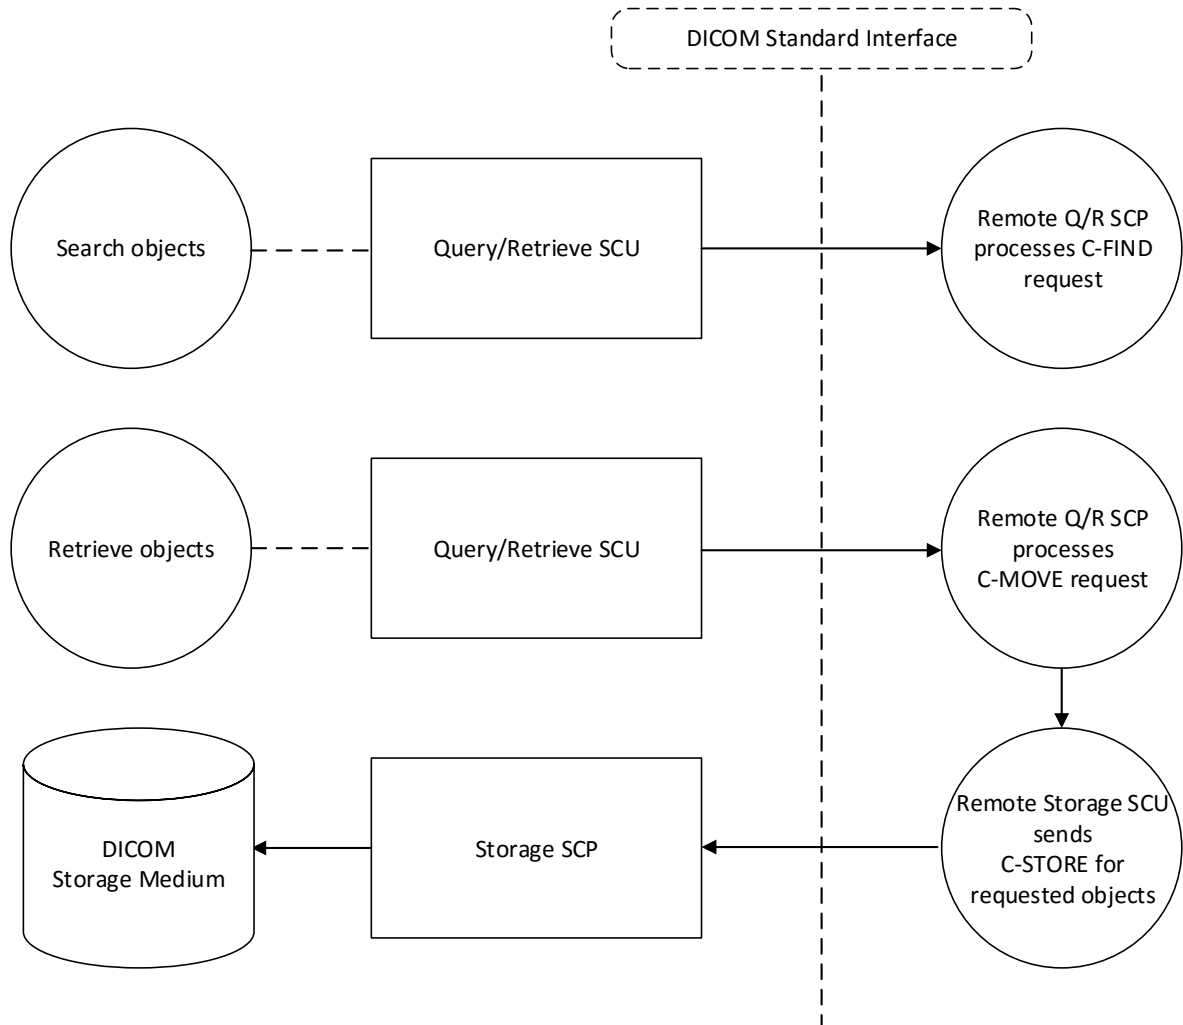 DICOM Standard Interface
Search objects
Query/Retrieve SCU
Remote Q/R SCP
processes C-FIND
request
Retrieve objects
Query/Retrieve SCU
Remote Q/R SCP
processes
C-MOVE request
DICOM
Storage Medium
Storage SCP
Remote Storage SCU
sends
C-STORE for
requested objects